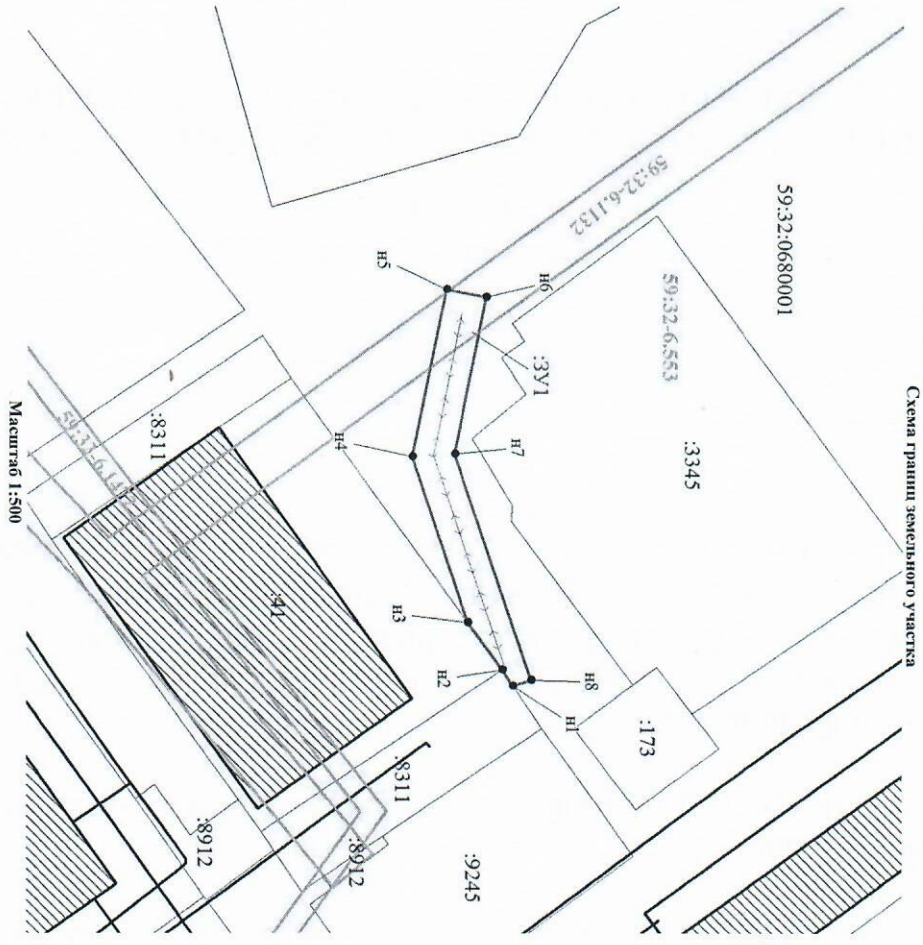 Схема границ земельного участка
59:32:0680001
59:32-6.1132
59:32-6.553
:3345
н5
н6
:ЗУ1
н7
н4
н3
н2
н8
н1
:173
:8311
:41
:8311
:8912
:8912
:9245
Масштаб 1:500